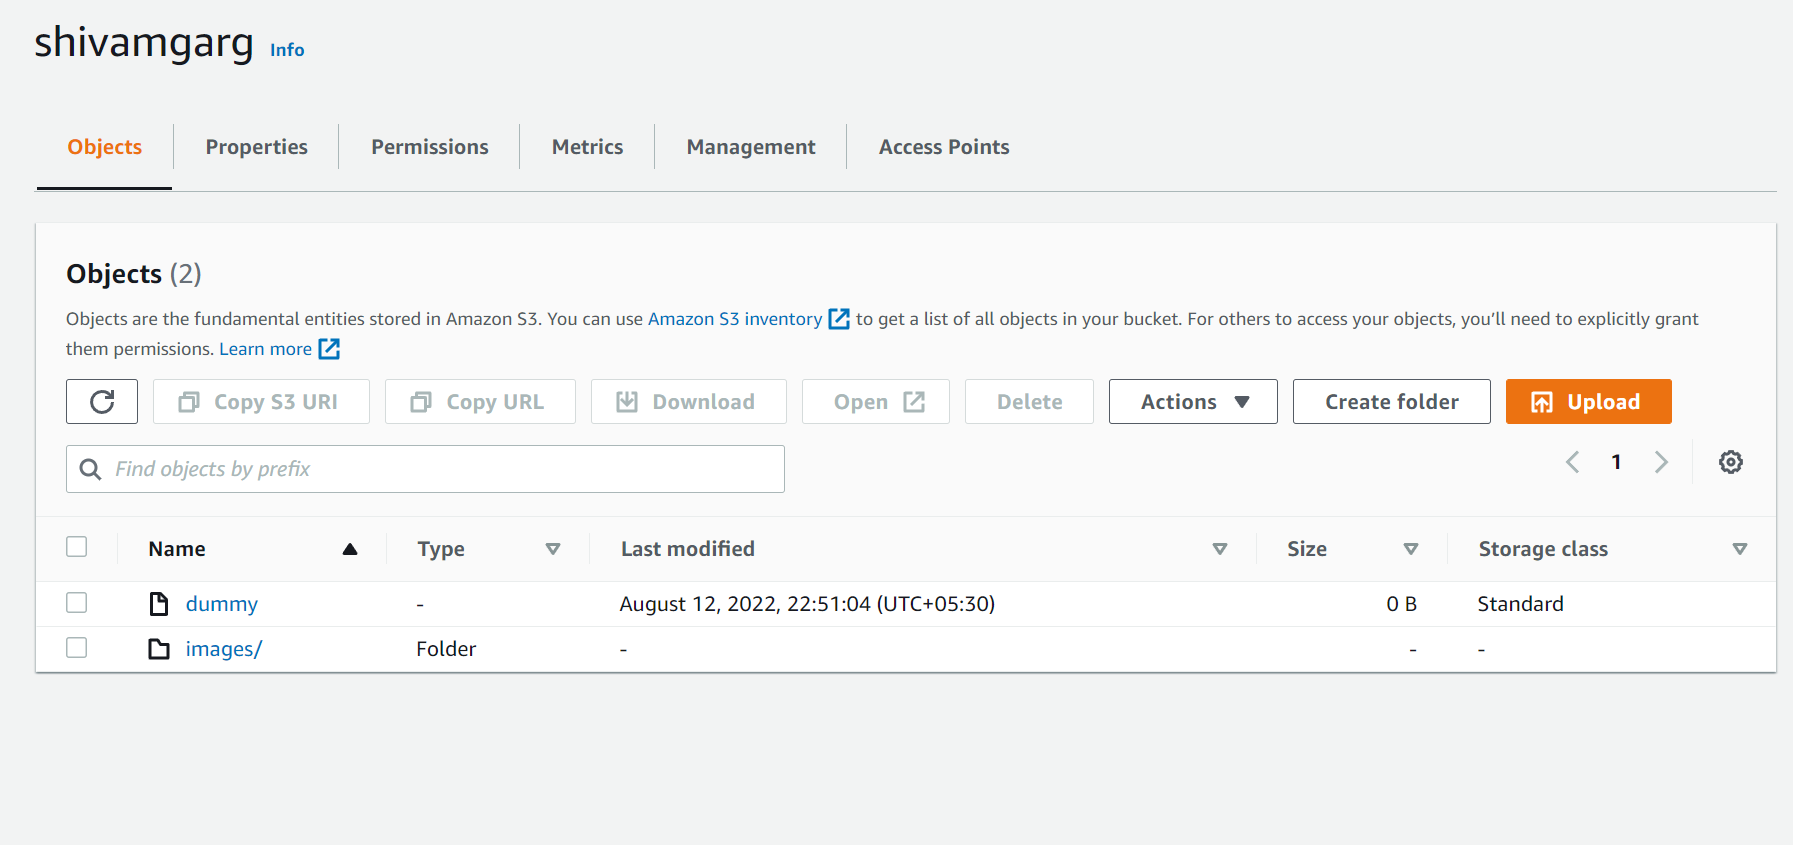 shivamgarg Info
Objects Properties Permissions Metrics Management Access Points
Objects (2)
Objects are the fundamental entities stored in Amazon S3. You can use Amazon S3 inventory to get a list of all objects in your bucket. For others to access your objects, you’ll need to explicitly grant
them permissions. Learn more
Copy S3 URI Copy URL Download Open Delete Actions Create folder Upload
Find objects by prefix 1
Name Type Last modified Size Storage class
dummy - August 12, 2022, 22:51:04 (UTC+05:30) 0 B Standard
images/ Folder - - -